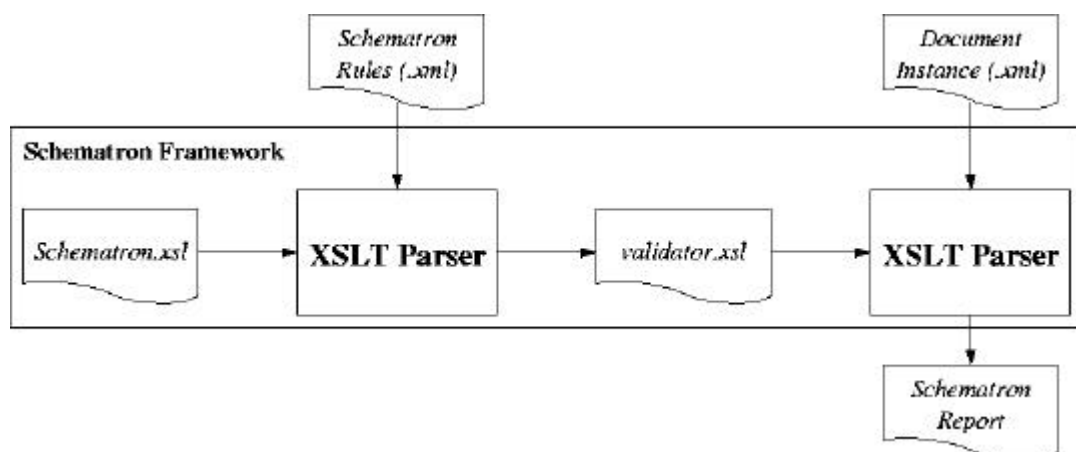 Schematron
Rules (.xml)
Document
Instance (.xml)
Schematron Framework
Schematron.xsl
XSLT Parser
validator.xsl
XSLT Parser
Schematron
Report